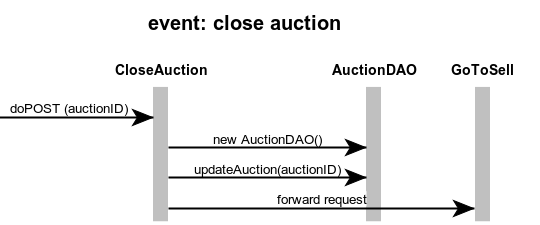 event: close auction
CloseAuction
AuctionDAO
GoToSell
doPOST (auctionID)
new AuctionDAO()
updateAuction(auctionID)
forward request